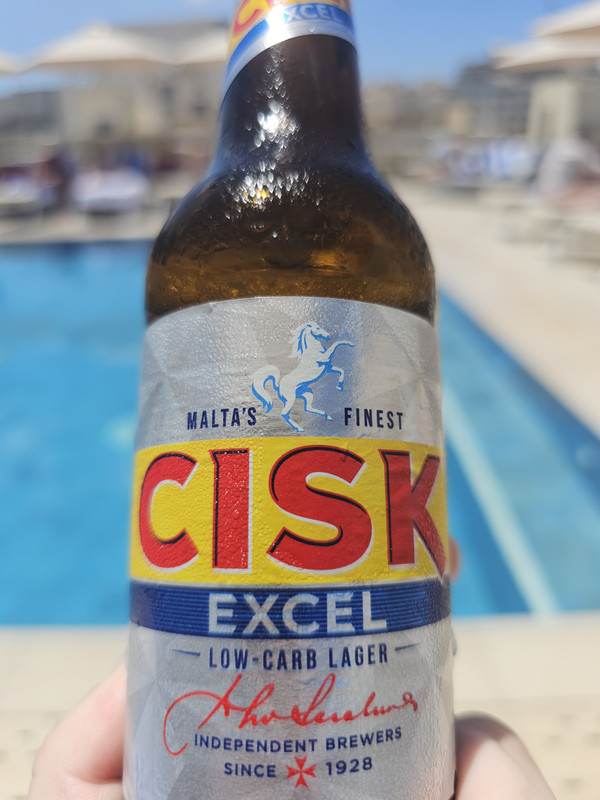 EXCEL
MALTA'S FINEST
CISK
EXCEL
LOW-CARB LAGER
INDEPENDENT BREWERS
SINCE 1928